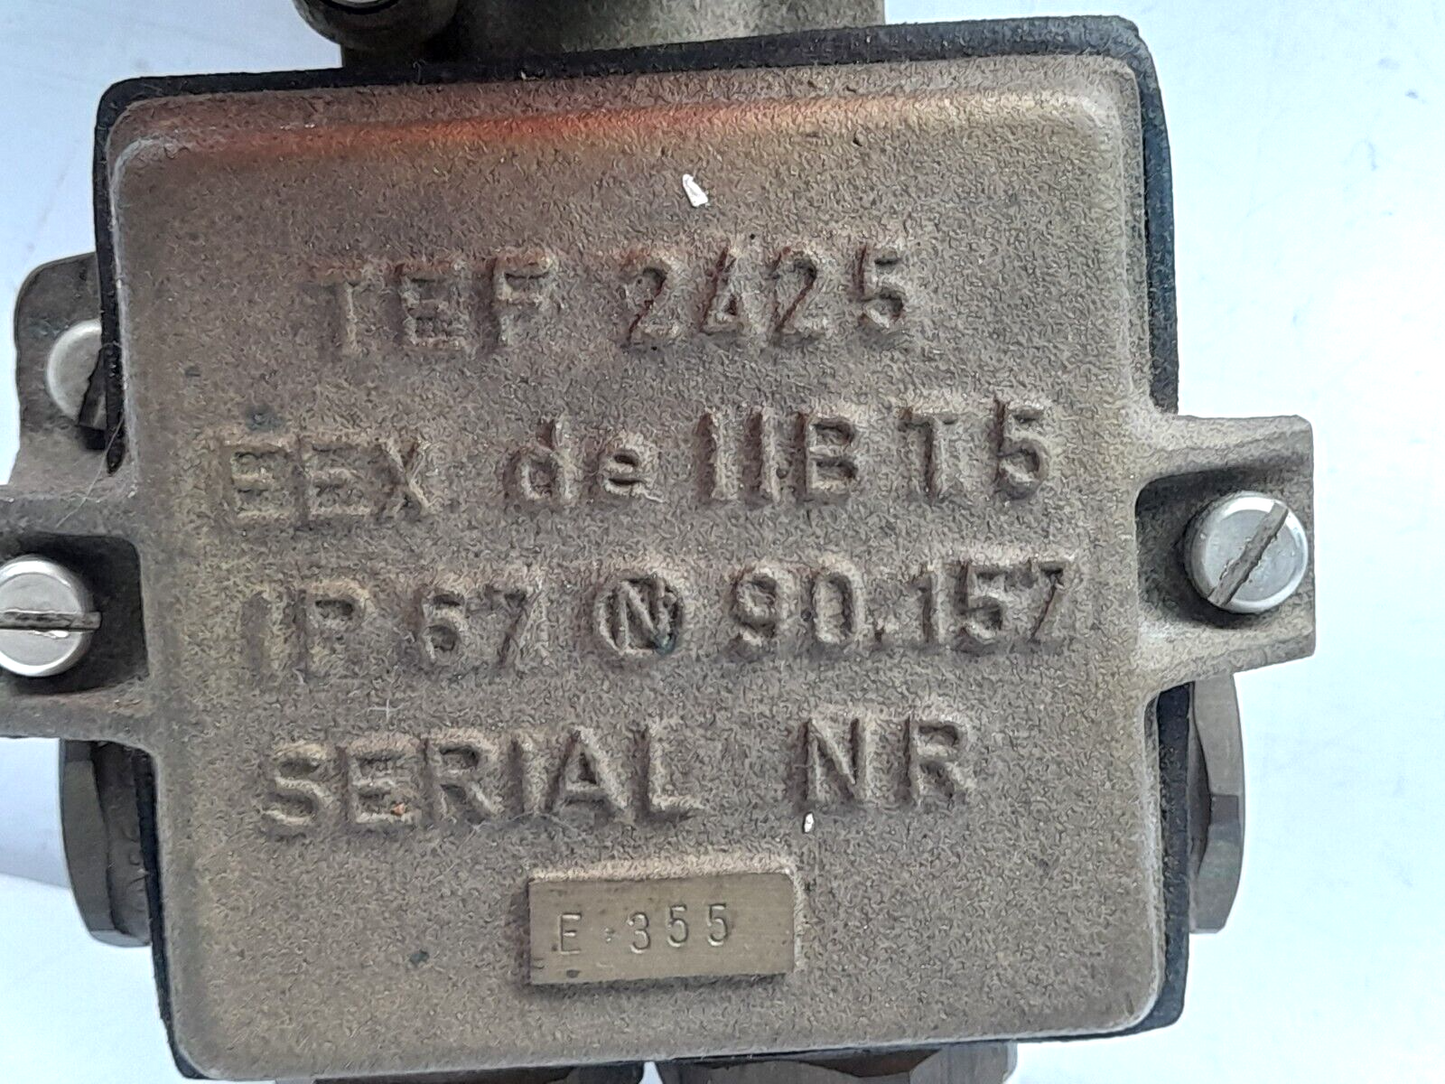 TEF 2425
EEX de IIB T5
IP 67 Ⓝ 90.157
SERIAL NR
E 355